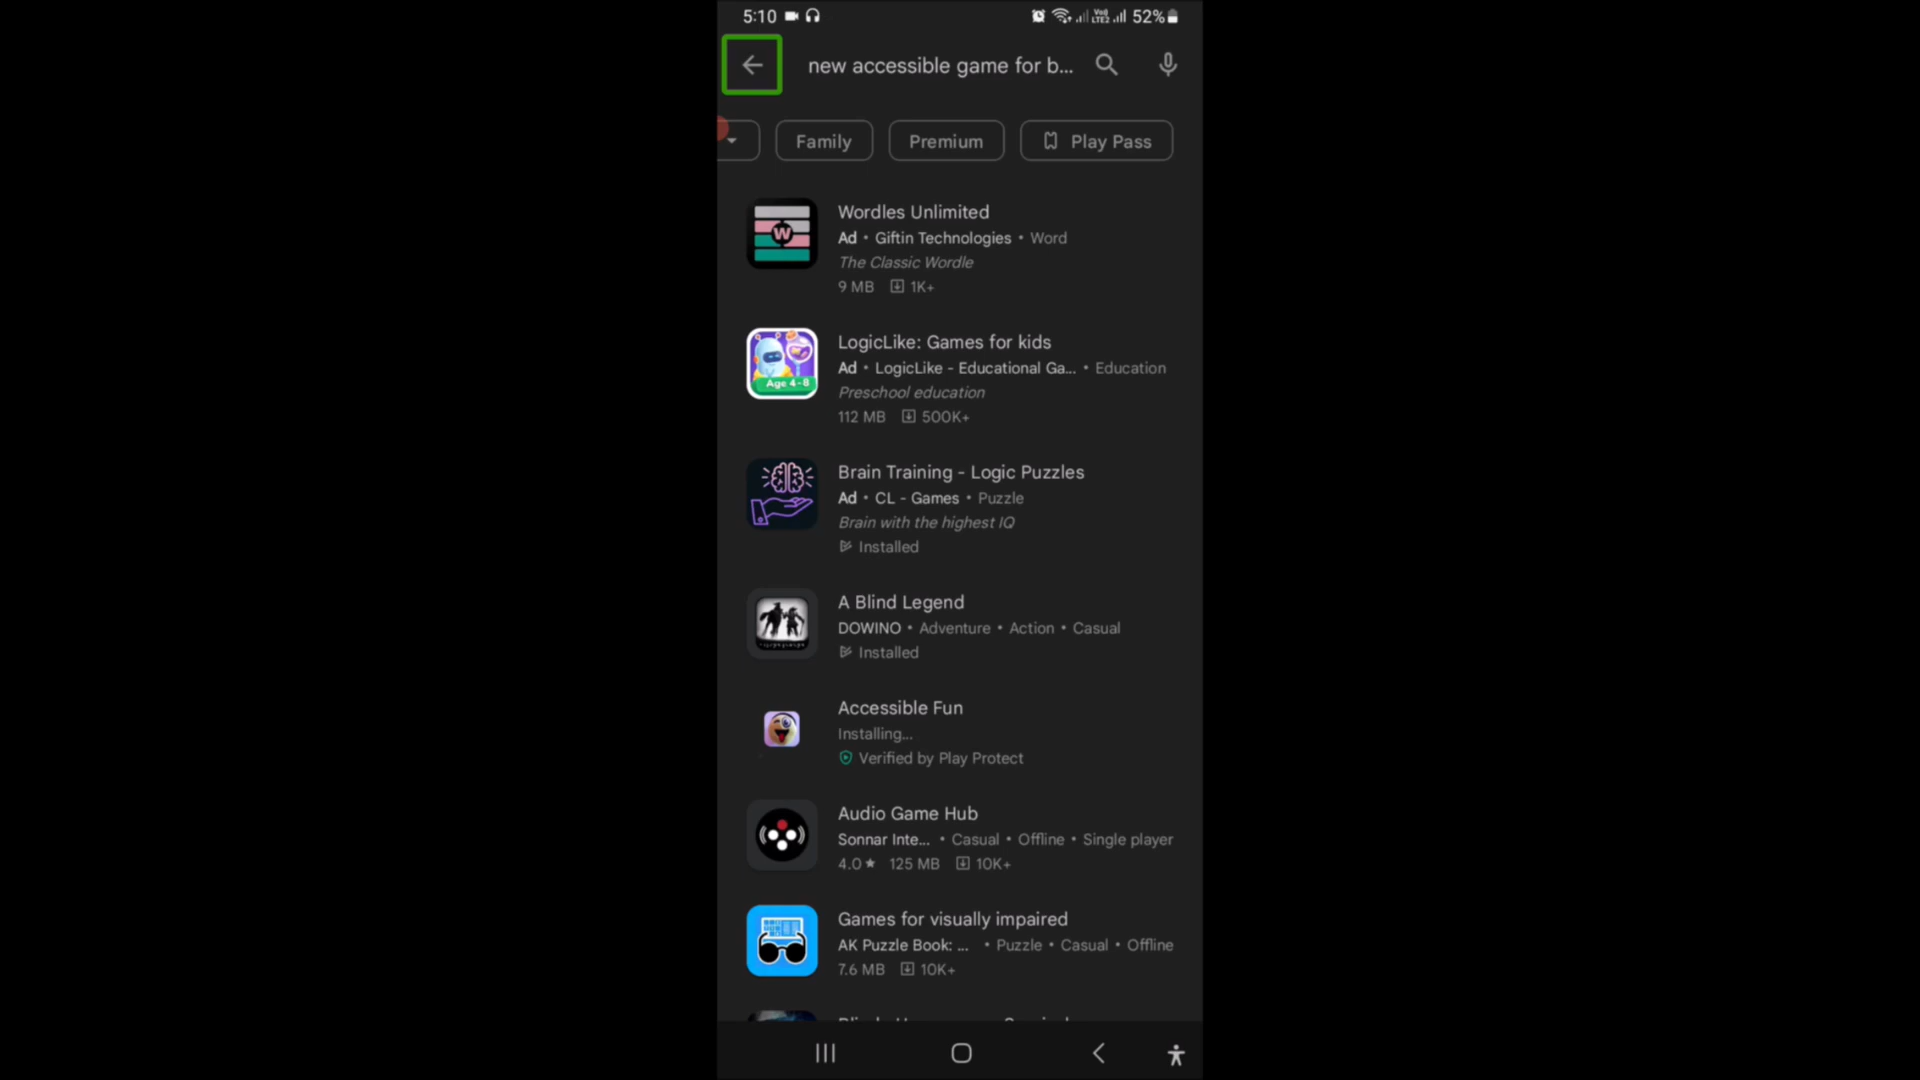 5:10 52%
new accessible game for b...
Family Premium Play Pass
Wordles Unlimited
Ad • Giftin Technologies • Word
The Classic Wordle
9 MB 1K+
LogicLike: Games for kids
Ad • LogicLike - Educational Ga... • Education
Preschool education
112 MB 500K+
Age 4-8
Brain Training - Logic Puzzles
Ad • CL - Games • Puzzle
Brain with the highest IQ
Installed
A Blind Legend
DOWINO • Adventure • Action • Casual
Installed
Accessible Fun
Installing...
Verified by Play Protect
Audio Game Hub
Sonnar Inte... • Casual • Offline • Single player
4.0★ 125 MB 10K+
Games for visually impaired
AK Puzzle Book: ... • Puzzle • Casual • Offline
7.6 MB 10K+